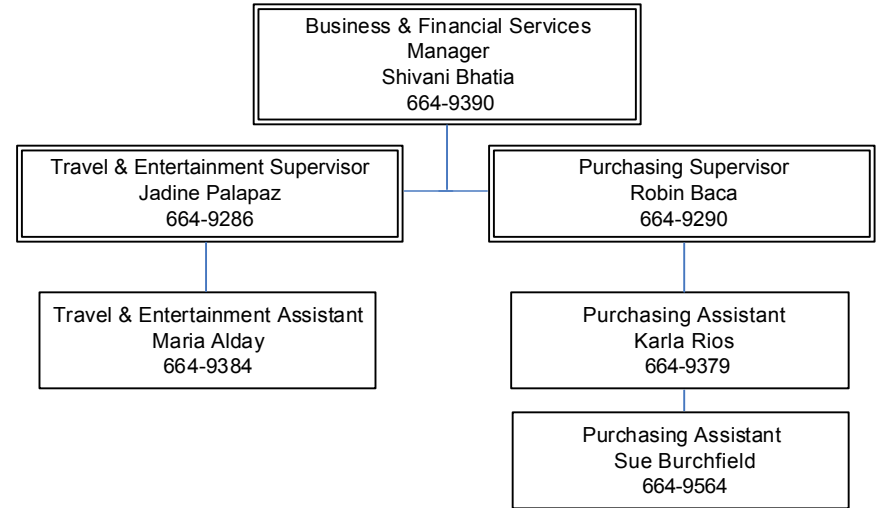 Business & Financial Services
Manager
Shivani Bhatia
664-9390
Travel & Entertainment Supervisor
Jadine Palapaz
664-9286
Purchasing Supervisor
Robin Baca
664-9290
Travel & Entertainment Assistant
Maria Alday
664-9384
Purchasing Assistant
Karla Rios
664-9379
Purchasing Assistant
Sue Burchfield
664-9564